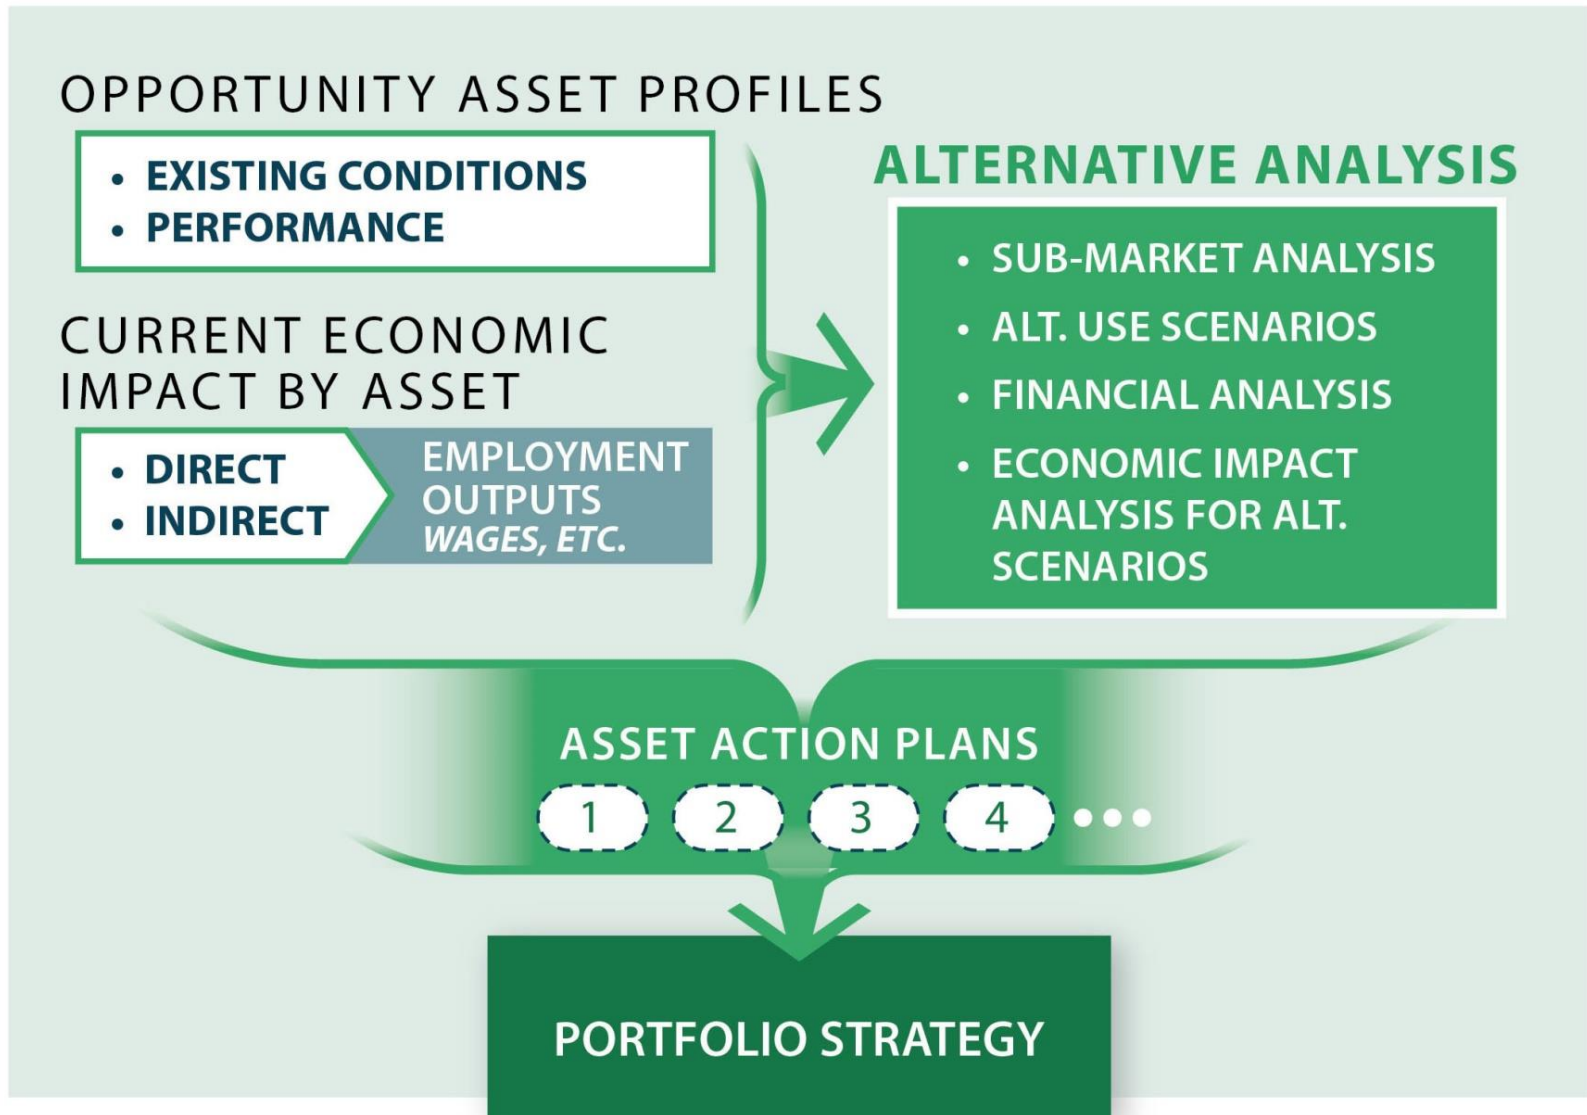 OPPORTUNITY ASSET PROFILES
• EXISTING CONDITIONS
• PERFORMANCE
CURRENT ECONOMIC
IMPACT BY ASSET
• DIRECT
• INDIRECT
EMPLOYMENT
OUTPUTS
WAGES, ETC.
ALTERNATIVE ANALYSIS
• SUB-MARKET ANALYSIS
• ALT. USE SCENARIOS
• FINANCIAL ANALYSIS
• ECONOMIC IMPACT
ANALYSIS FOR ALT.
SCENARIOS
ASSET ACTION PLANS
1 2 3 4 •••
PORTFOLIO STRATEGY